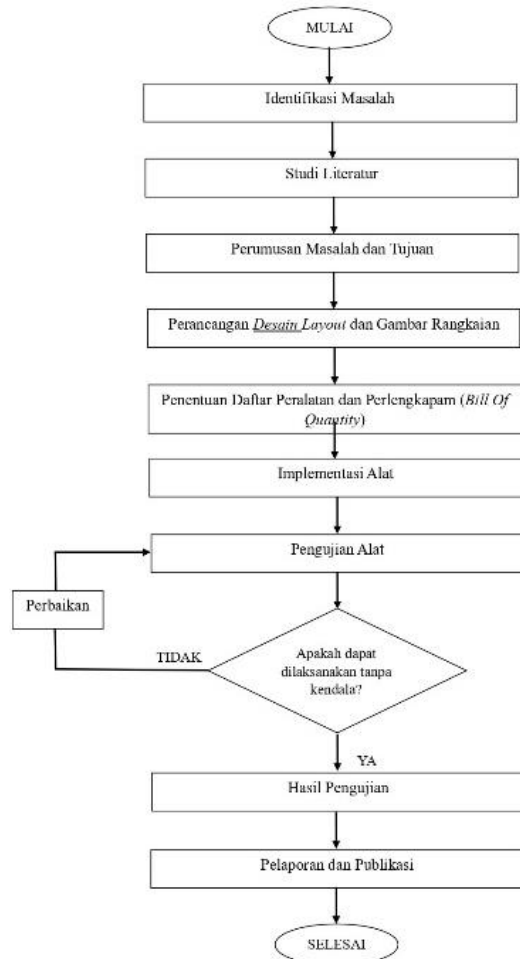 MULAI
Identifikasi Masalah
Studi Literatur
Perumusan Masalah dan Tujuan
Perancangan Desain Layout dan Gambar Rangkaian
Penentuan Daftar Peralatan dan Perlengkapam (Bill Of
Quantity)
Implementasi Alat
Pengujian Alat
Perbaikan
TIDAK
Apakah dapat
dilaksanakan tanpa
kendala?
YA
Hasil Pengujian
Pelaporan dan Publikasi
SELESAI